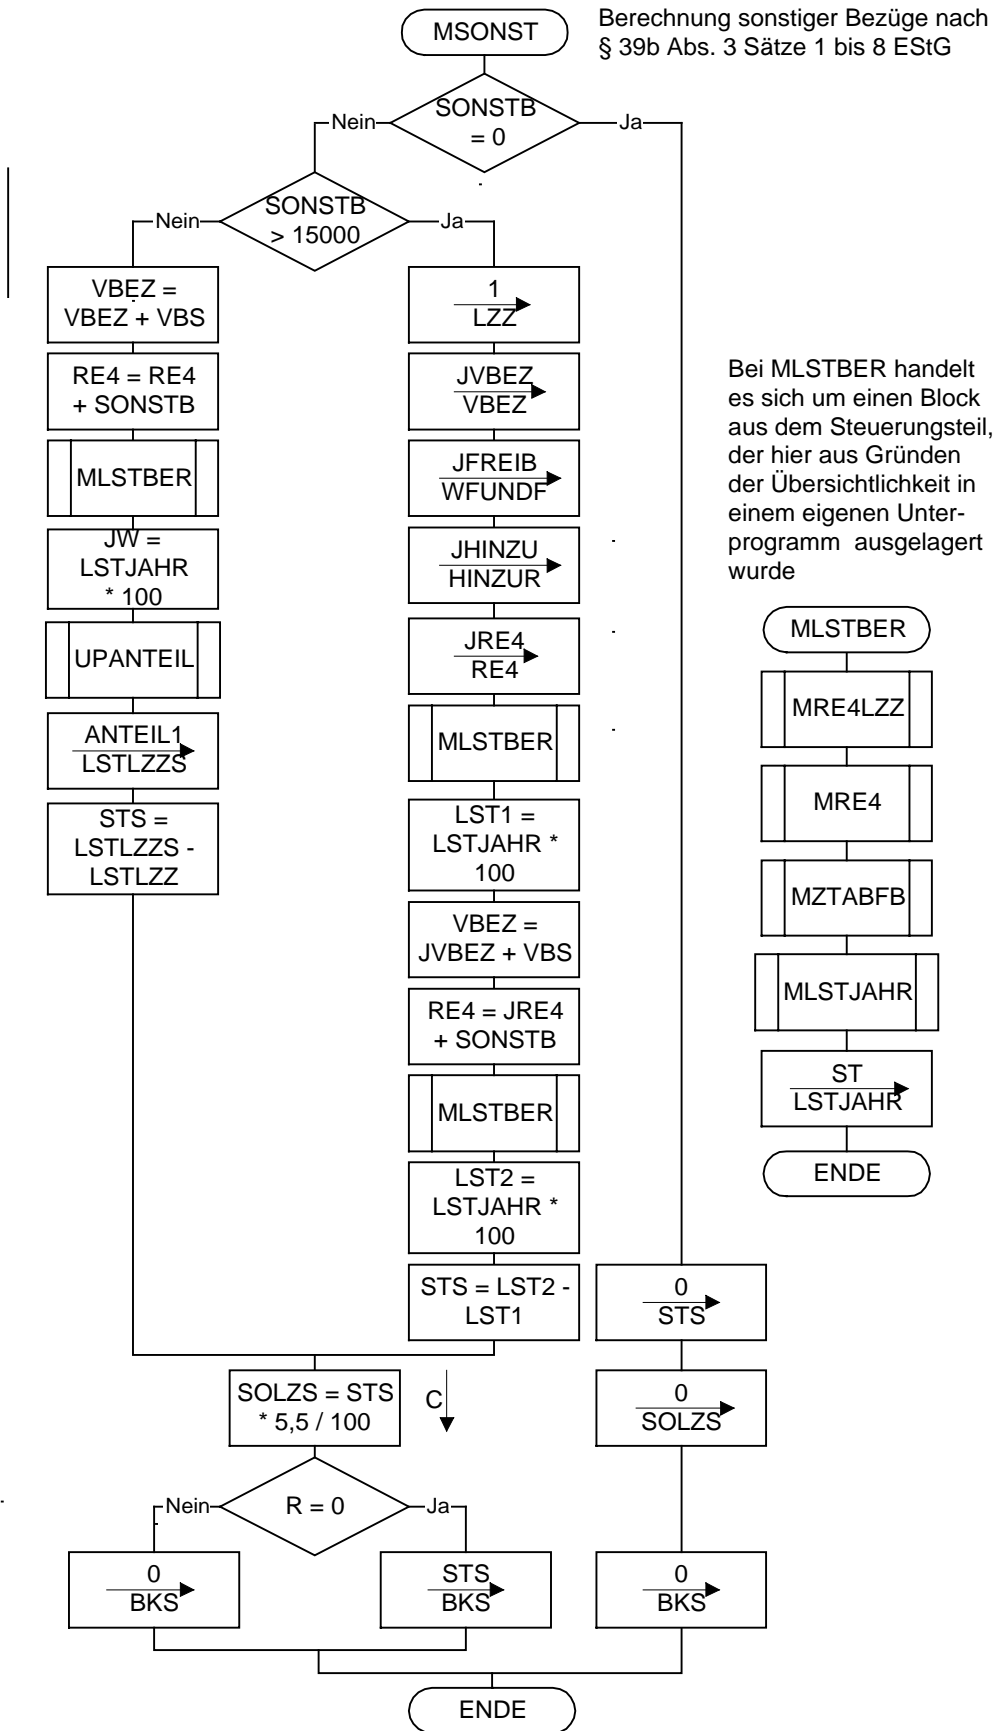 MSONST
Berechnung sonstiger Bezüge nach
§ 39b Abs. 3 Sätze 1 bis 8 EStG
SONSTB
= 0
Nein
Ja
SONSTB
> 15000
Nein
Ja
VBEZ =
VBEZ + VBS
RE4 = RE4
+ SONSTB
MLSTBER
JW =
LSTJAHR
* 100
UPANTEIL
ANTEIL1
LSTLZZS
STS =
LSTLZZS -
LSTLZZ
1
LZZ
JVBEZ
VBEZ
JFREIB
WFUNDF
JHINZU
HINZUR
JRE4
RE4
MLSTBER
LST1 =
LSTJAHR *
100
VBEZ =
JVBEZ + VBS
RE4 = JRE4
+ SONSTB
MLSTBER
LST2 =
LSTJAHR *
100
STS = LST2 -
LST1
Bei MLSTBER handelt
es sich um einen Block
aus dem Steuerungsteil,
der hier aus Gründen
der Übersichtlichkeit in
einem eigenen Unter-
programm ausgelagert
wurde
MLSTBER
MRE4LZZ
MRE4
MZTABFB
MLSTJAHR
ST
LSTJAHR
ENDE
0
STS
0
SOLZS
SOLZS = STS
* 5,5 / 100
C
R = 0
Nein
Ja
0
BKS
STS
BKS
0
BKS
ENDE